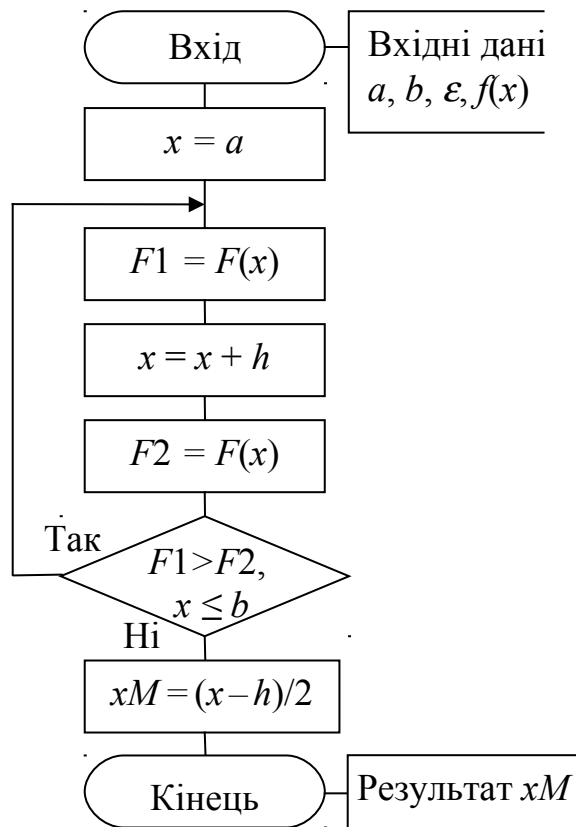 Вхід
Вхідні дані
a, b, ε, f(x)
x = a
F1 = F(x)
x = x + h
F2 = F(x)
Так
F1>F2,
x ≤ b
Ні
xM = (x – h)/2
Кінець
Результат xM